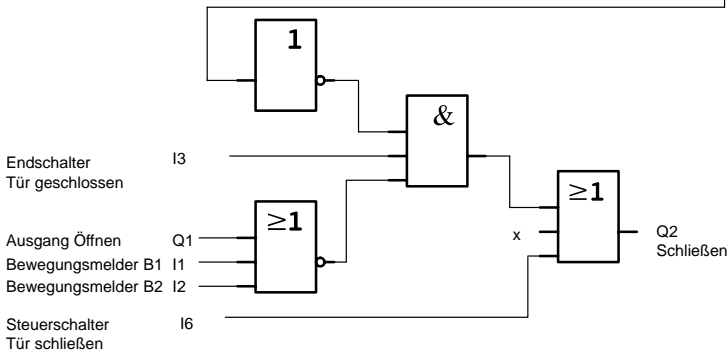 1
&
Endschalter I3
Tür geschlossen
≥1
≥1
Ausgang Öffnen Q1
x
Q2
Schließen
Bewegungsmelder B1 I1
Bewegungsmelder B2 I2
Steuerschalter I6
Tür schließen